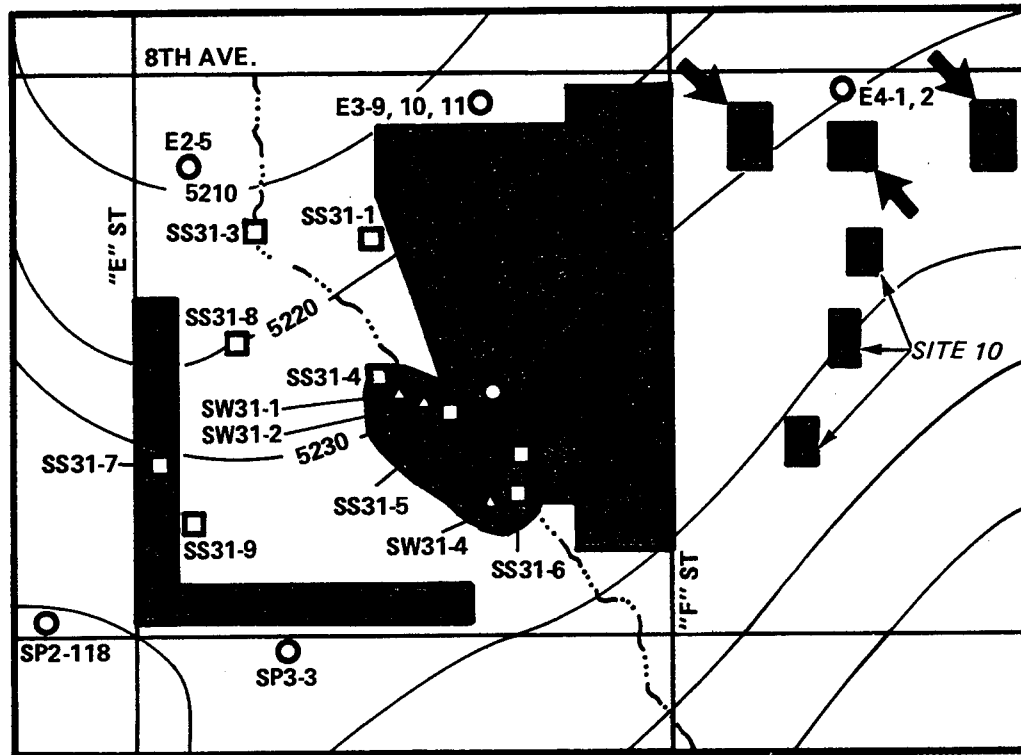 8TH AVE.
E3-9, 10, 11
E4-1, 2
E2-5
5210
"E" ST
SS31-1
SS31-3
SS31-8
5220
SITE 10
SS31-4
SW31-1
SW31-2
5230
SS31-7
SS31-5
SS31-9
SW31-4
SS31-6
"F" ST
SP2-118
SP3-3